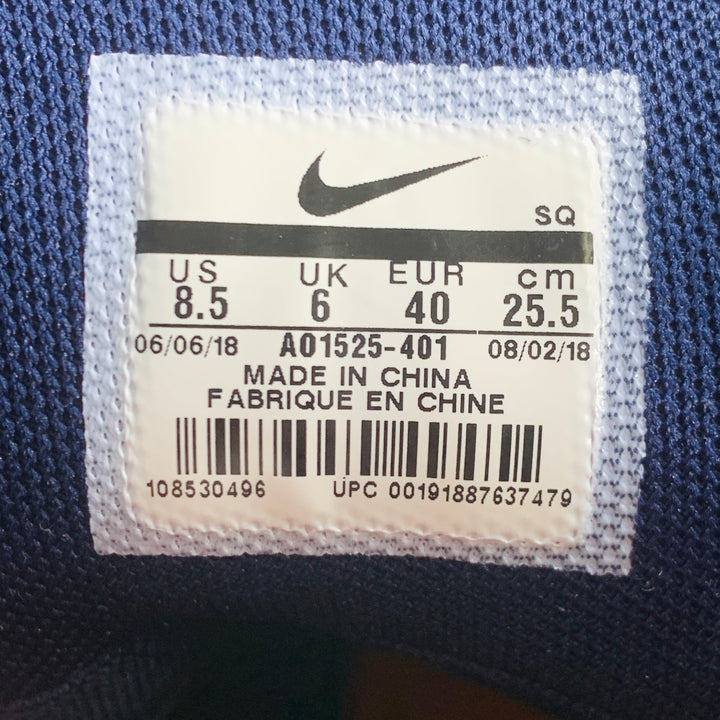 SQ
US UK EUR cm
8.5 6 40 25.5
06/06/18 AO1525-401 08/02/18
MADE IN CHINA
FABRIQUE EN CHINE
108530496 UPC 00191887637479